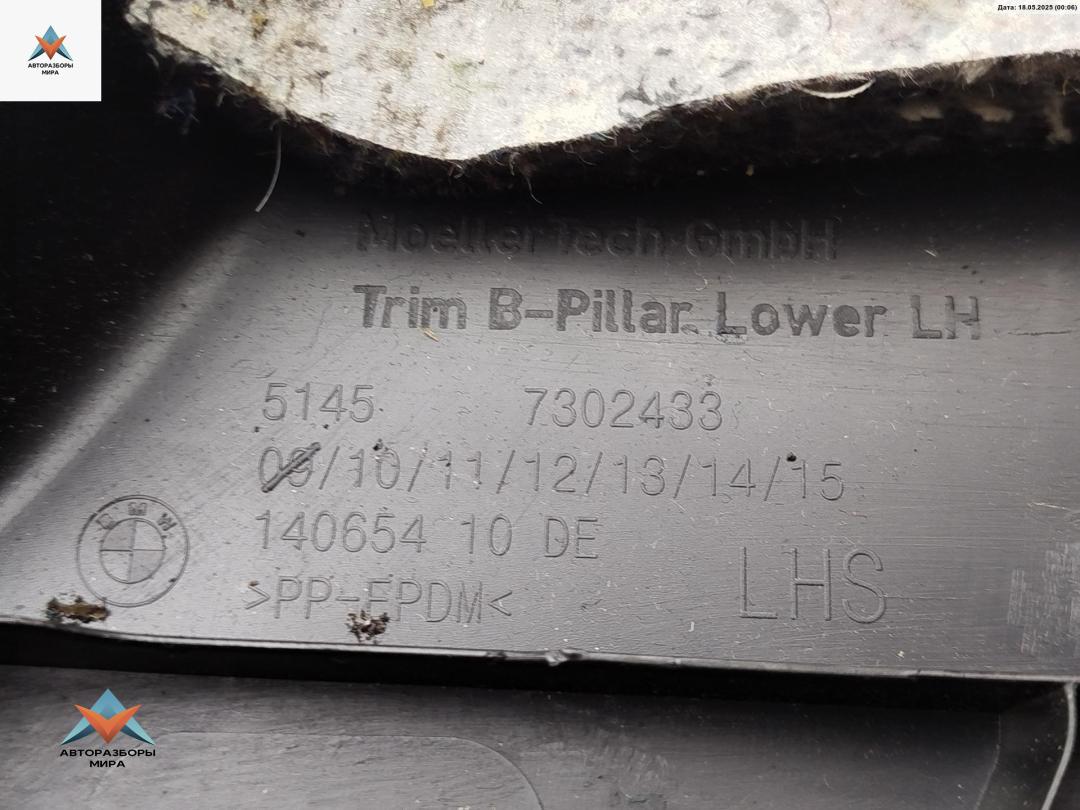 АВТОРАЗБОРЫ
МИРА
Дата: 18.05.2025 (00:06)
MoellerTech GmbH
Trim B-Pillar Lower LH
5145 7302433
09/10/11/12/13/14/15
140654 10 DE
BMW
>PP-EPDM<
LHS
АВТОРАЗБОРЫ
МИРА